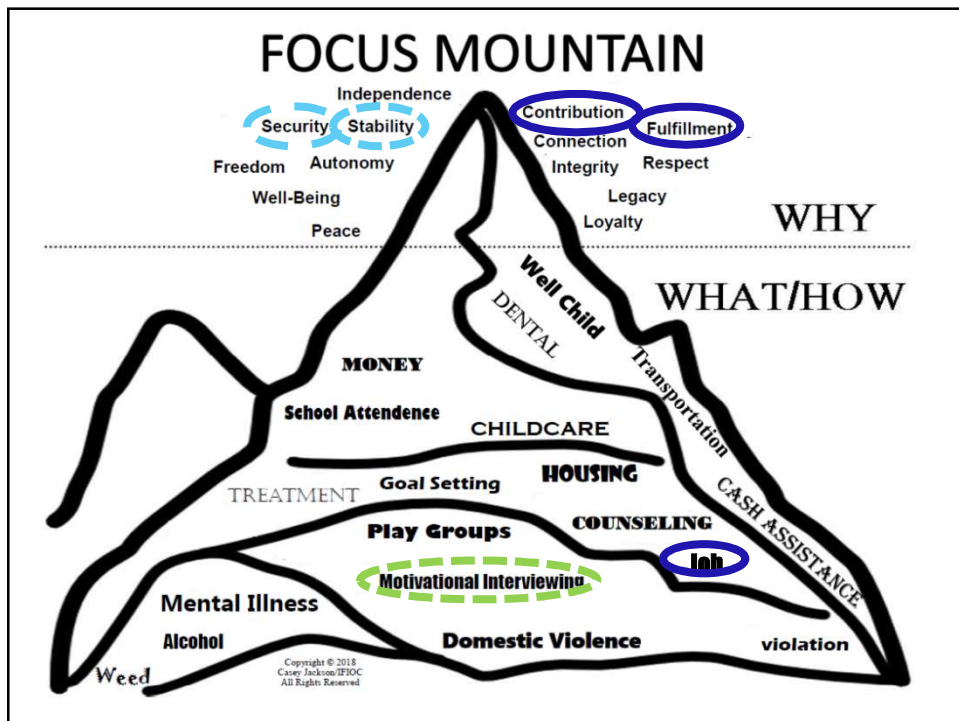 FOCUS MOUNTAIN
Independence
Contribution
Security Stability
Fulfillment
Connection
Freedom Autonomy
Integrity Respect
Well-Being
Legacy
Peace
Loyalty
WHY
WHAT/HOW
Well Child
DENTAL
MONEY
Transportation
School Attendence
CHILDCARE
HOUSING
TREATMENT
Goal Setting
CASH ASSISTANCE
COUNSELING
Play Groups
Job
Motivational Interviewing
Mental Illness
Alcohol
Domestic Violence
violation
Weed
Copyright © 2018
Casey Jackson/IFIOC
All Rights Reserved